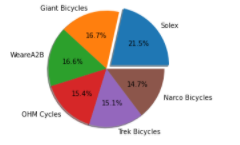 Giant Bicycles
Solex
16.7%
21.5%
WeareA2B
16.6%
14.7%
15.4%
15.1%
Narco Bicycles
OHM Cycles
Trek Bicycles